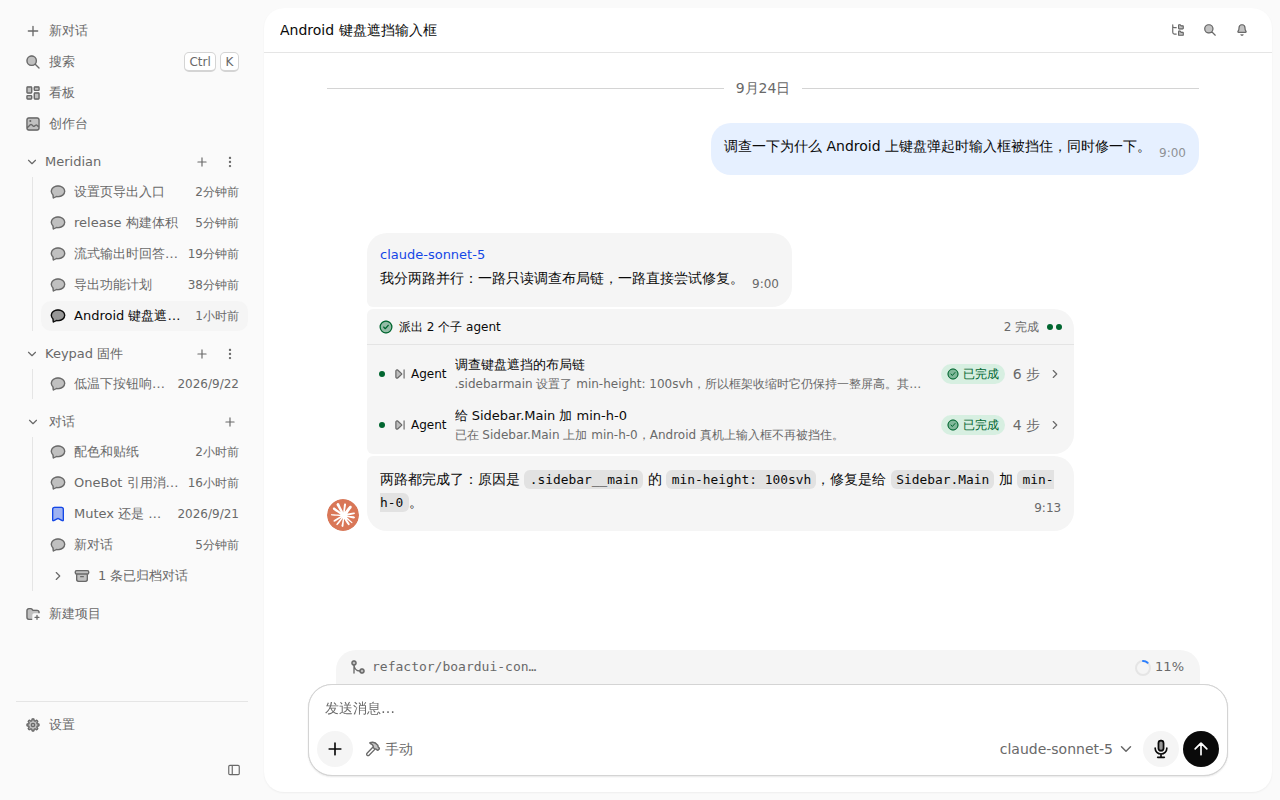 新对话
搜索 Ctrl K
看板
创作台
Meridian
设置页导出入口 2分钟前
release 构建体积 5分钟前
流式输出时回答… 19分钟前
导出功能计划 38分钟前
Android 键盘遮… 1小时前
Keypad 固件
低温下按钮响… 2026/9/22
对话
配色和贴纸 2小时前
OneBot 引用消… 16小时前
Mutex 还是 … 2026/9/21
新对话 5分钟前
1 条已归档对话
新建项目
设置
Android 键盘遮挡输入框
9月24日
调查一下为什么 Android 上键盘弹起时输入框被挡住，同时修一下。 9:00
claude-sonnet-5
我分两路并行：一路只读调查布局链，一路直接尝试修复。 9:00
派出 2 个子 agent 2 完成
Agent 调查键盘遮挡的布局链 已完成 6 步
.sidebarmain 设置了 min-height: 100svh，所以框架收缩时它仍保持一整屏高。其…
Agent 给 Sidebar.Main 加 min-h-0 已完成 4 步
已在 Sidebar.Main 上加 min-h-0，Android 真机上输入框不再被挡住。
两路都完成了：原因是 .sidebar__main 的 min-height: 100svh，修复是给 Sidebar.Main 加 min-
h-0。 9:13
refactor/boardui-con… 11%
发送消息…
手动 claude-sonnet-5